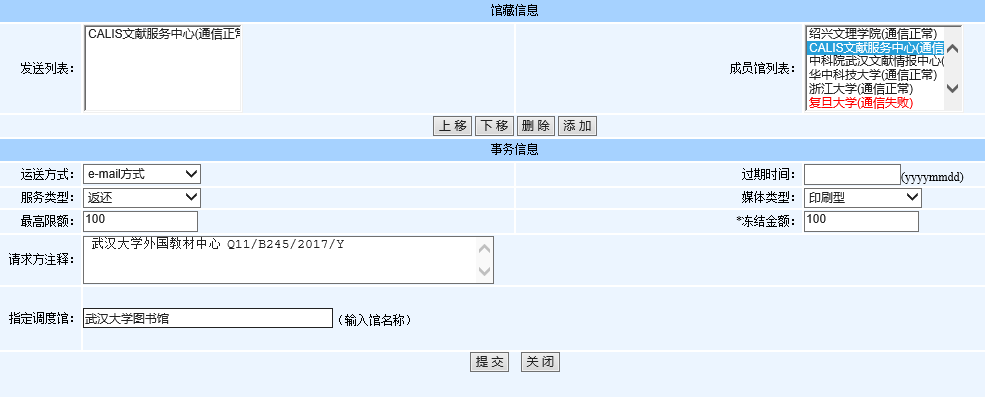 馆藏信息
发送列表:
CALIS文献服务中心(通信正常
成员馆列表:
绍兴文理学院(通信正常)
CALIS文献服务中心(通信
中科院武汉文献情报中心(
华中科技大学(通信正常)
浙江大学(通信正常)
复旦大学(通信失败)
上移 下移 删除 添加
事务信息
运送方式: e-mail方式 过期时间: (yyyymmdd)
服务类型: 返还 媒体类型: 印刷型
最高限额: 100 *冻结金额: 100
请求方注释: 武汉大学外国教材中心 Q11/B245/2017/Y
指定调度馆: 武汉大学图书馆 (输入馆名称)
提交 关闭